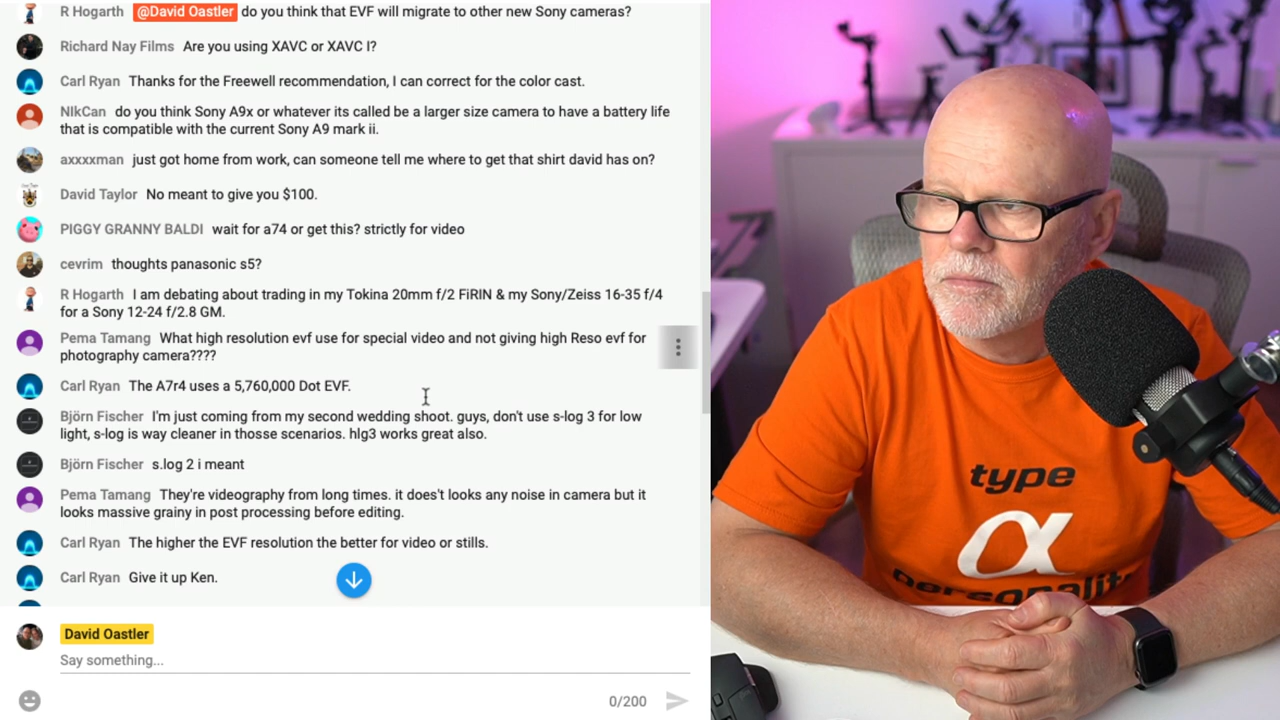 R Hogarth @David Oastler do you think that EVF will migrate to other new Sony cameras?
Richard Nay Films Are you using XAVC or XAVC I?
Carl Ryan Thanks for the Freewell recommendation, I can correct for the color cast.
NIkCan do you think Sony A9x or whatever its called be a larger size camera to have a battery life
that is compatible with the current Sony A9 mark ii.
axxxman just got home from work, can someone tell me where to get that shirt david has on?
David Taylor No meant to give you $100.
PIGGY GRANNY BALDI wait for a74 or get this? strictly for video
cevrim thoughts panasonic s5?
R Hogarth I am debating about trading in my Tokina 20mm f/2 FiRIN & my Sony/Zeiss 16-35 f/4
for a Sony 12-24 f/2.8 GM.
Pema Tamang What high resolution evf use for special video and not giving high Reso evf for
photography camera????
Carl Ryan The A7r4 uses a 5,760,000 Dot EVF.
Björn Fischer I'm just coming from my second wedding shoot. guys, don't use s-log 3 for low
light, s-log is way cleaner in thosse scenarios. hlg3 works great also.
Björn Fischer s.log 2 i meant
Pema Tamang They're videography from long times. it does't looks any noise in camera but it
looks massive grainy in post processing before editing.
Carl Ryan The higher the EVF resolution the better for video or stills.
Carl Ryan Give it up Ken.
David Oastler
Say something...
0/200
type
α
personalit